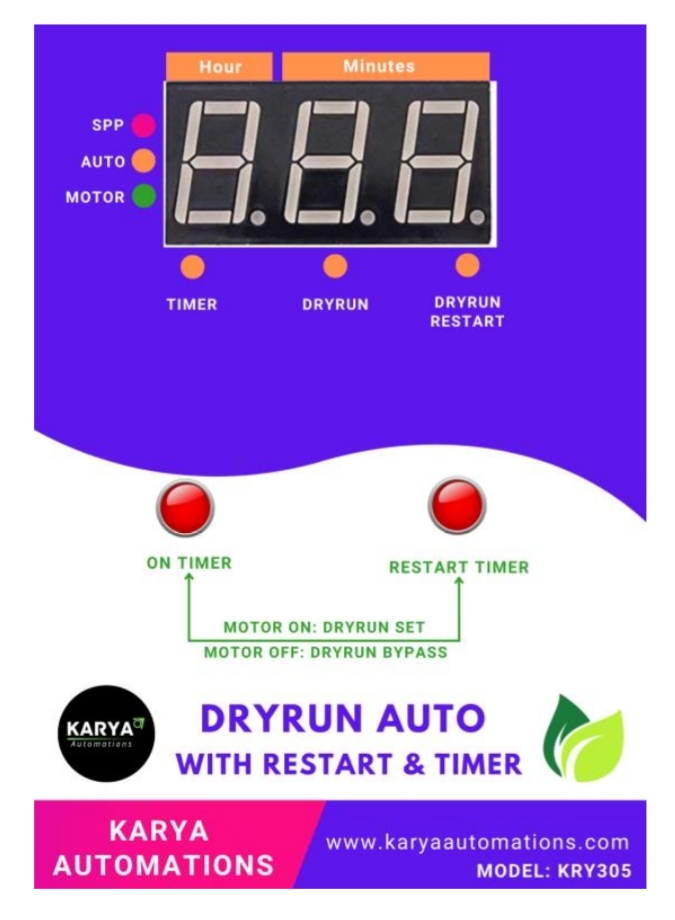 Hour Minutes
SPP
AUTO
MOTOR
TIMER DRYRUN DRYRUN
RESTART
ON TIMER RESTART TIMER
MOTOR ON: DRYRUN SET
MOTOR OFF: DRYRUN BYPASS
KARYA
Automations
DRYRUN AUTO
WITH RESTART & TIMER
KARYA
AUTOMATIONS
www.karyaautomations.com
MODEL: KRY305